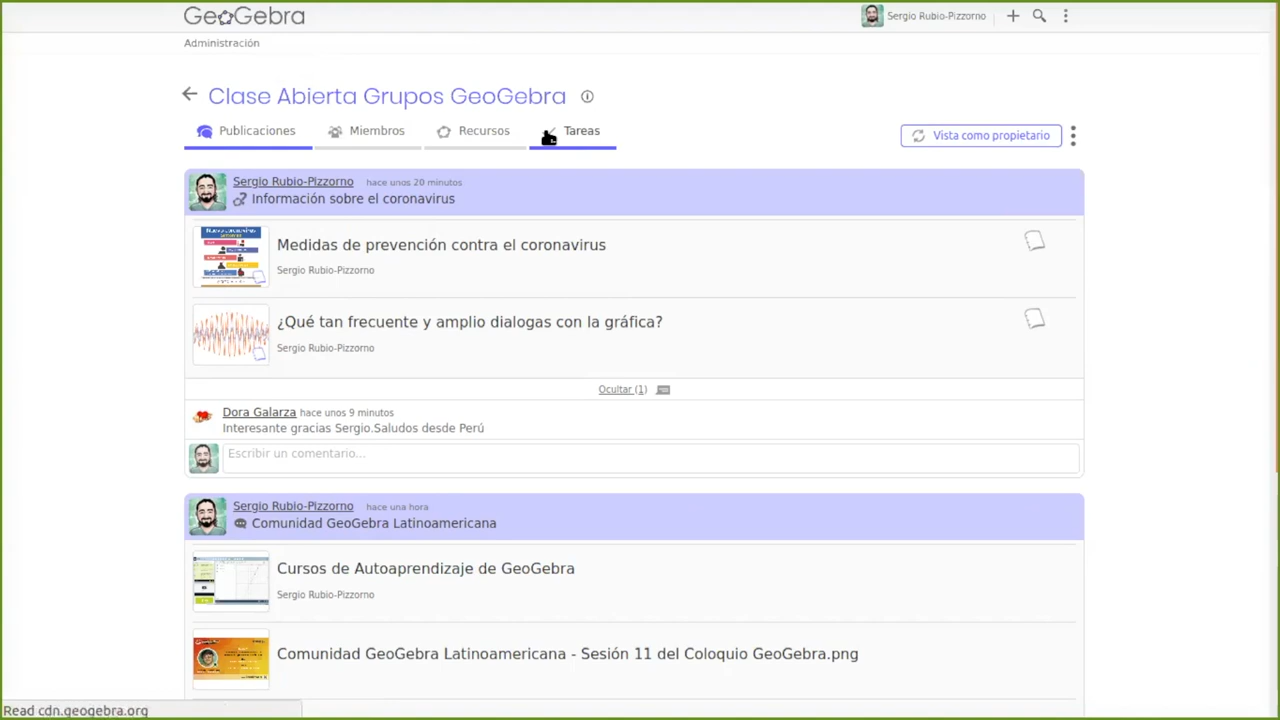 GeoGebra
Sergio Rubio-Pizzorno
Administración
Clase Abierta Grupos GeoGebra
Publicaciones
Miembros
Recursos
Tareas
Vista como propietario
Sergio Rubio-Pizzorno hace unos 20 minutos
Información sobre el coronavirus
Medidas de prevención contra el coronavirus
Sergio Rubio-Pizzorno
¿Qué tan frecuente y amplio dialogas con la gráfica?
Sergio Rubio-Pizzorno
Ocultar (1)
Dora Galarza hace unos 9 minutos
Interesante gracias Sergio.Saludos desde Perú
Escribir un comentario...
Sergio Rubio-Pizzorno hace una hora
Comunidad GeoGebra Latinoamericana
Cursos de Autoaprendizaje de GeoGebra
Sergio Rubio-Pizzorno
Comunidad GeoGebra Latinoamericana - Sesión 11 del Coloquio GeoGebra.png
Read cdn.geogebra.org